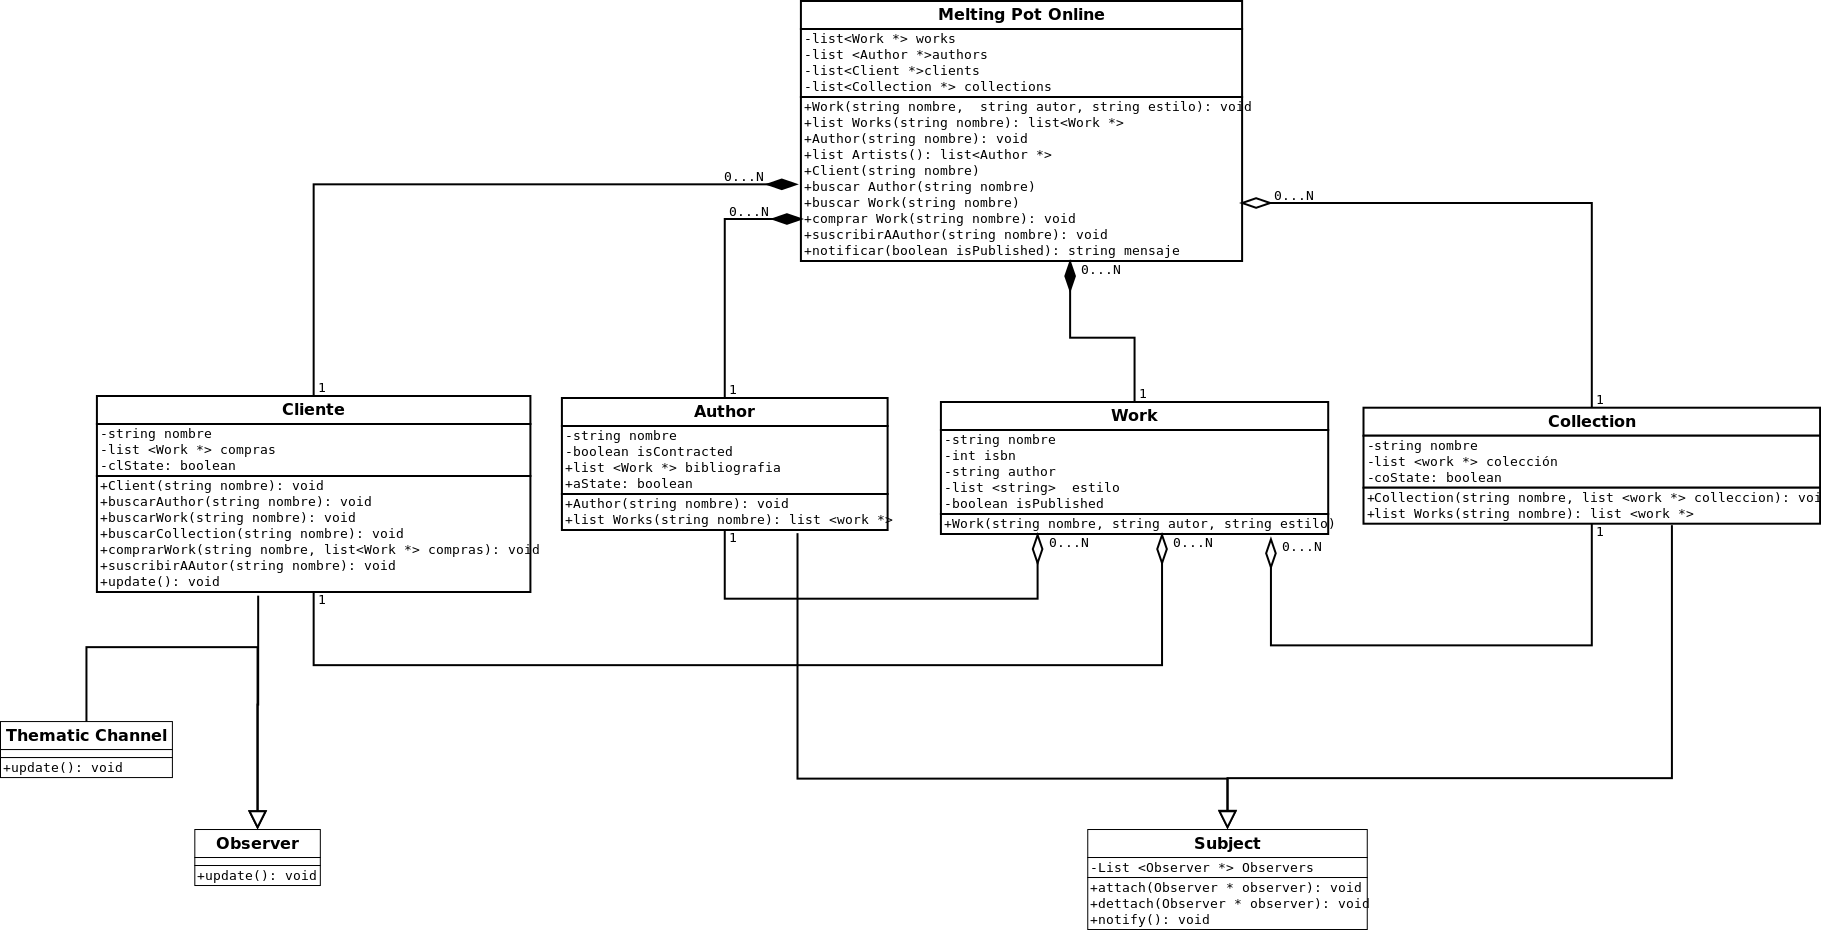 Melting Pot Online
-list<Work *> works
-list <Author *>authors
-list<Client *>clients
-list<Collection *> collections
+Work(string nombre,  string autor, string estilo): void
+list Works(string nombre): list<Work *>
+Author(string nombre): void
+list Artists(): list<Author *>
+Client(string nombre)
+buscar Author(string nombre)
+buscar Work(string nombre)
+comprar Work(string nombre): void
+suscribirAAuthor(string nombre): void
+notificar(boolean isPublished): string mensaje
0...N
0...N
0...N
0...N
1
1
1
1
Cliente
-string nombre
-list <Work *> compras
-clState: boolean
+Client(string nombre): void
+buscarAuthor(string nombre): void
+buscarWork(string nombre): void
+buscarCollection(string nombre): void
+comprarWork(string nombre, list<Work *> compras): void
+suscribirAAutor(string nombre): void
+update(): void
1
Author
-string nombre
-boolean isContracted
+list <Work *> bibliografia
+aState: boolean
+Author(string nombre): void
+list Works(string nombre): list <work *>
1
Work
-string nombre
-int isbn
-string author
-list <string>  estilo
-boolean isPublished
+Work(string nombre, string autor, string estilo)
0...N
0...N
0...N
Collection
-string nombre
-list <work *> colección
-coState: boolean
+Collection(string nombre, list <work *> colleccion): voi
+list Works(string nombre): list <work *>
1
Thematic Channel
+update(): void
Observer
+update(): void
Subject
-List <Observer *> Observers
+attach(Observer * observer): void
+dettach(Observer * observer): void
+notify(): void